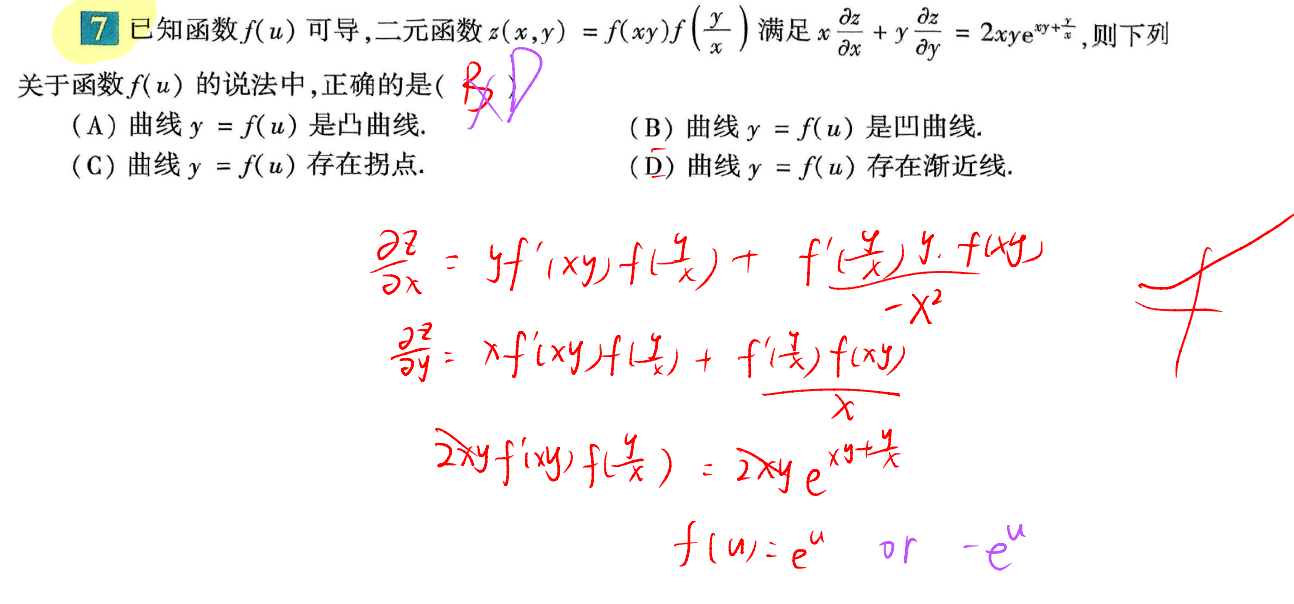 7 已知函数 f(u) 可导,二元函数 z(x,y) = f(xy)f(y/x) 满足 x ∂z/∂x + y ∂z/∂y = 2xye^{xy+y/x},则下列
关于函数 f(u) 的说法中,正确的是( B D )
(A) 曲线 y = f(u) 是凸曲线. (B) 曲线 y = f(u) 是凹曲线.
(C) 曲线 y = f(u) 存在拐点. (D) 曲线 y = f(u) 存在渐近线.
∂z/∂x = yf'(xy)f(y/x) + f'(y/x)y·f(xy)/-x²
∂z/∂y = xf'(xy)f(y/x) + f'(y/x)f(xy)/x
2xyf'(xy)f(y/x) = 2xye^{xy+y/x}
f(u) = e^u or -e^u